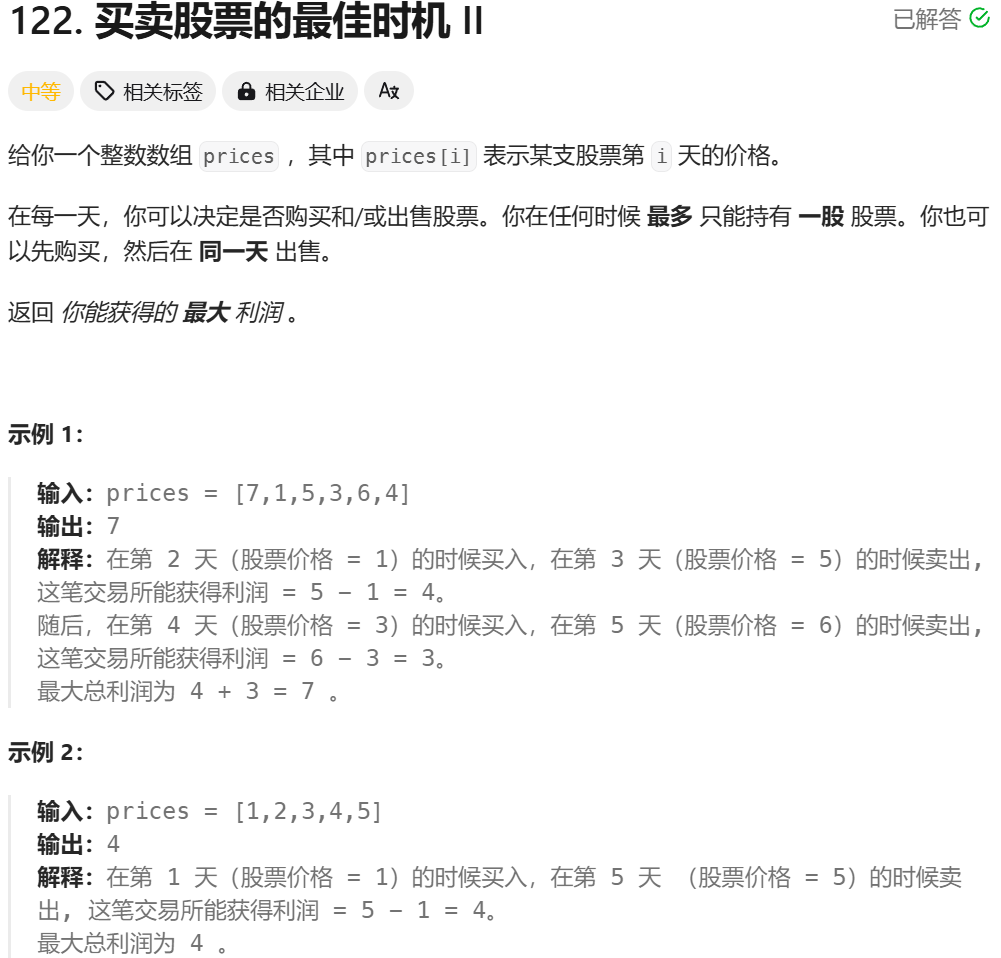 122. 买卖股票的最佳时机 II
已解答
中等
相关标签
相关企业
A文
给你一个整数数组 prices ，其中 prices[i] 表示某支股票第 i 天的价格。
在每一天，你可以决定是否购买和/或出售股票。你在任何时候 最多 只能持有 一股 股票。你也可
以先购买，然后在 同一天 出售。
返回 你能获得的 最大 利润 。
示例 1：
输入：prices = [7,1,5,3,6,4]
输出：7
解释：在第 2 天（股票价格 = 1）的时候买入，在第 3 天（股票价格 = 5）的时候卖出,
这笔交易所能获得利润 = 5 - 1 = 4。
随后，在第 4 天（股票价格 = 3）的时候买入，在第 5 天（股票价格 = 6）的时候卖出,
这笔交易所能获得利润 = 6 - 3 = 3。
最大总利润为 4 + 3 = 7 。
示例 2：
输入：prices = [1,2,3,4,5]
输出：4
解释：在第 1 天（股票价格 = 1）的时候买入，在第 5 天 （股票价格 = 5）的时候卖
出, 这笔交易所能获得利润 = 5 - 1 = 4。
最大总利润为 4 。